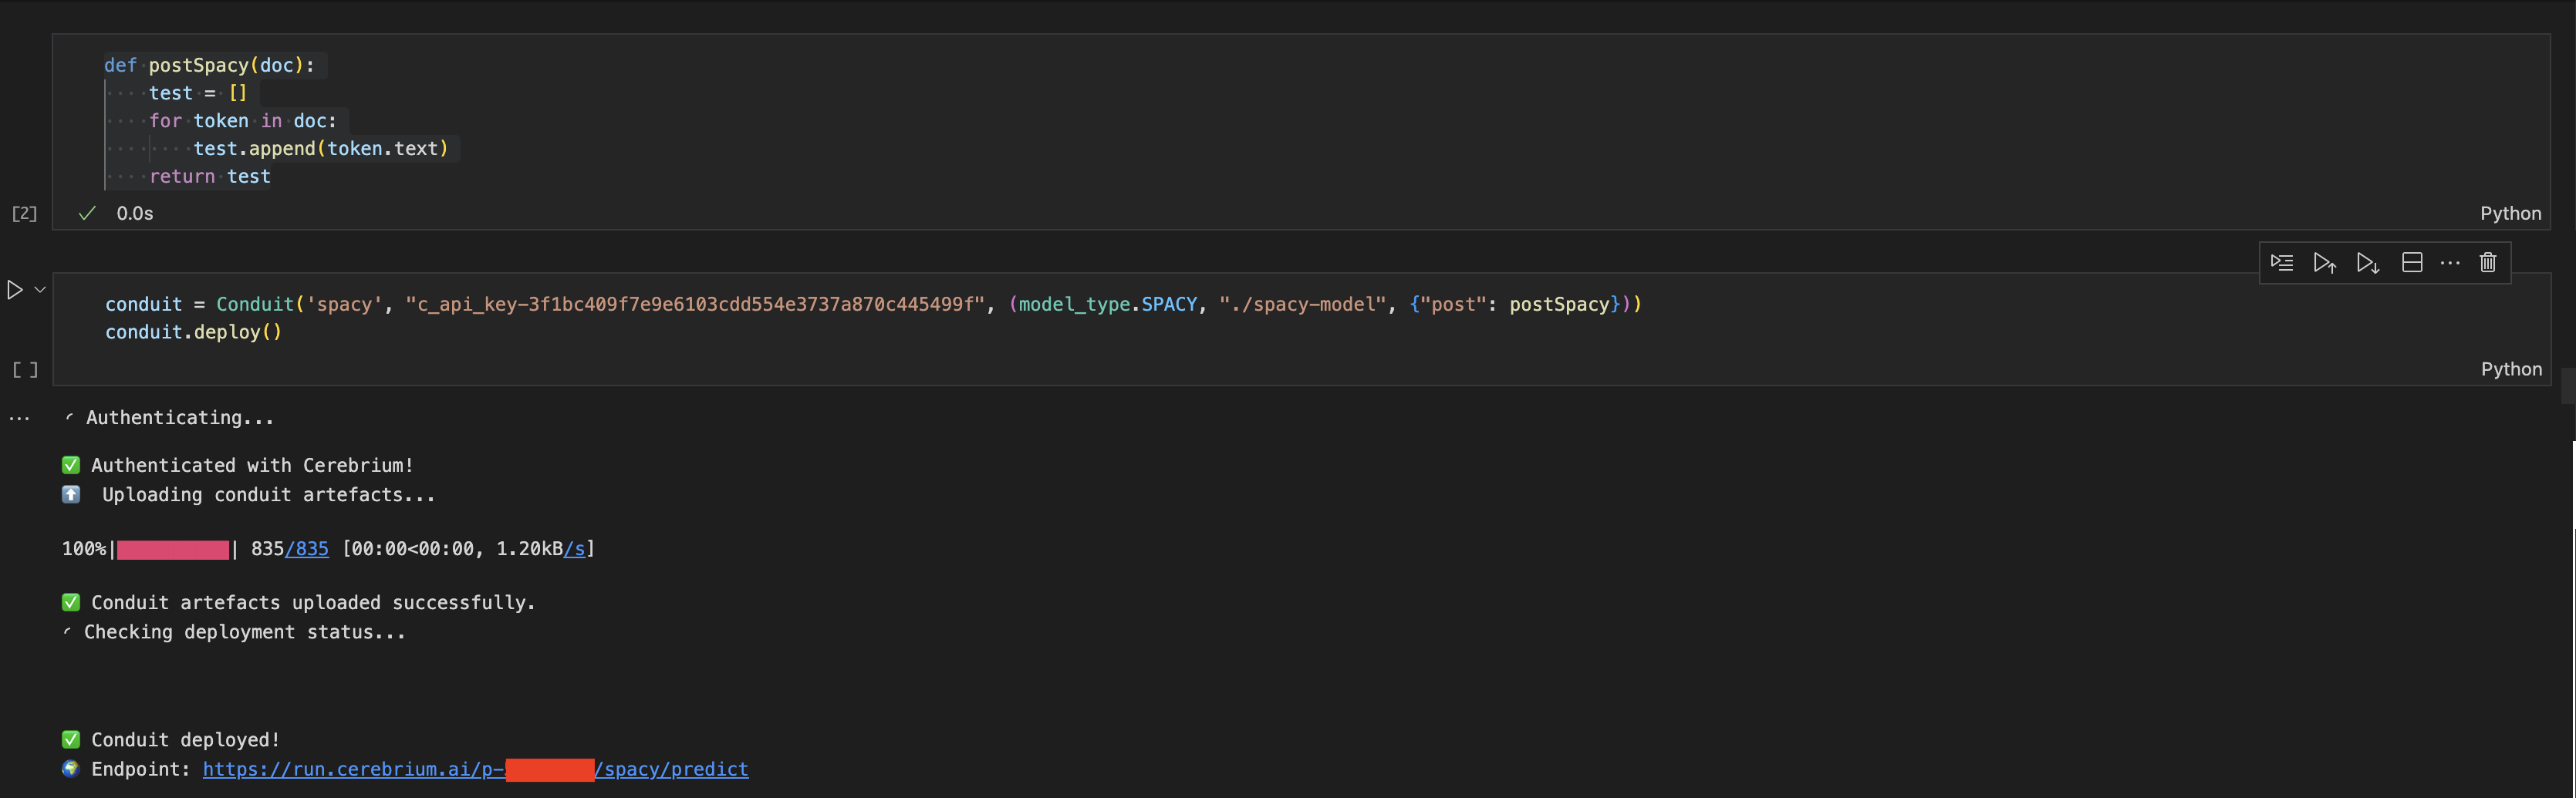 def postSpacy(doc):
test = []
for token in doc:
test.append(token.text)
return test
[2] 0.0s Python
conduit = Conduit('spacy', "c_api_key-3f1bc409f7e9e6103cdd554e3737a870c445499f", (model_type.SPACY, "./spacy-model", {"post": postSpacy}))
conduit.deploy()
[ ] Python
... Authenticating...
✅ Authenticated with Cerebrium!
⬆️ Uploading conduit artefacts...
100%| | 835/835 [00:00<00:00, 1.20kB/s]
✅ Conduit artefacts uploaded successfully.
Checking deployment status...
✅ Conduit deployed!
🌍 Endpoint: https://run.cerebrium.ai/p- /spacy/predict